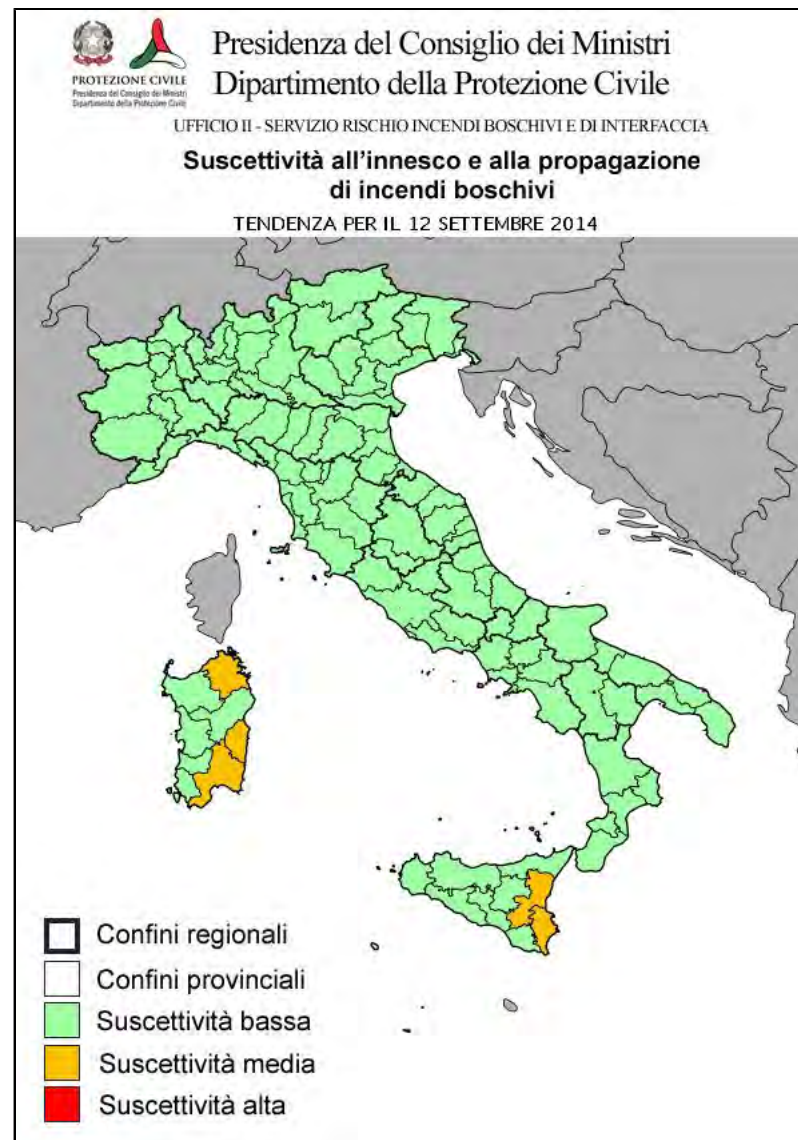 PROTEZIONE CIVILE
Presidenza del Consiglio dei Ministri
Dipartimento della Protezione Civile
Presidenza del Consiglio dei Ministri
Dipartimento della Protezione Civile
UFFICIO II - SERVIZIO RISCHIO INCENDI BOSCHIVI E DI INTERFACCIA
Suscettività all'innesco e alla propagazione
di incendi boschivi
TENDENZA PER IL 12 SETTEMBRE 2014
Confini regionali
Confini provinciali
Suscettività bassa
Suscettività media
Suscettività alta